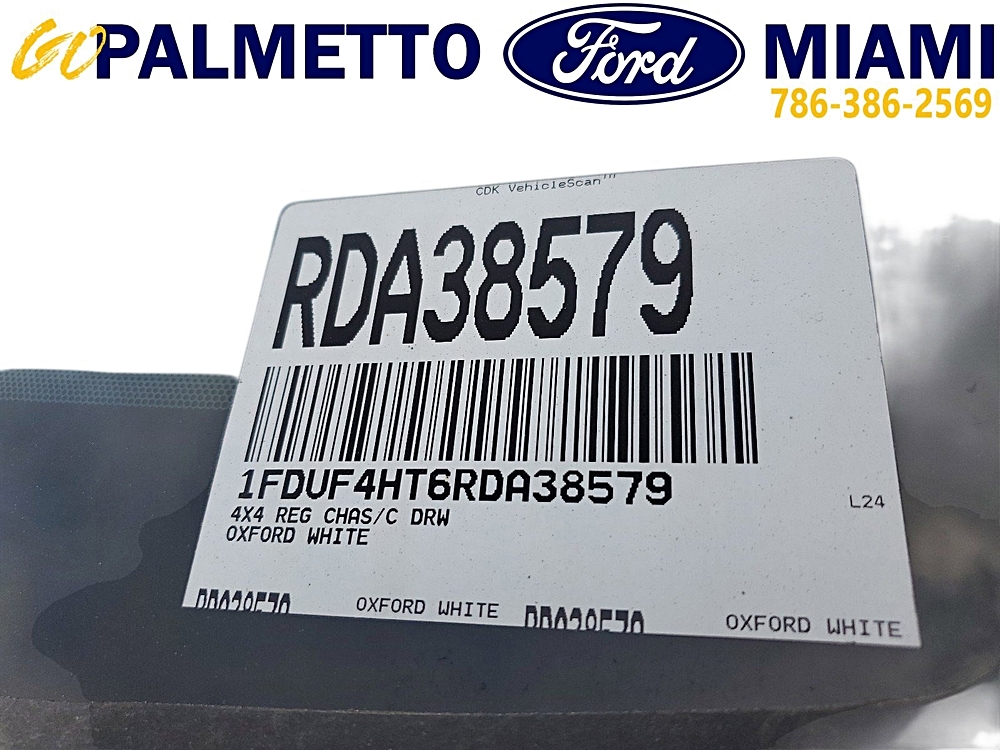 GO PALMETTO Ford MIAMI
786-386-2569
CDK VehicleScan
RDA38579
1FDUF4HT6RDA38579
L24
4X4 REG CHAS/C DRW
OXFORD WHITE
OXFORD WHITE
OXFORD WHITE